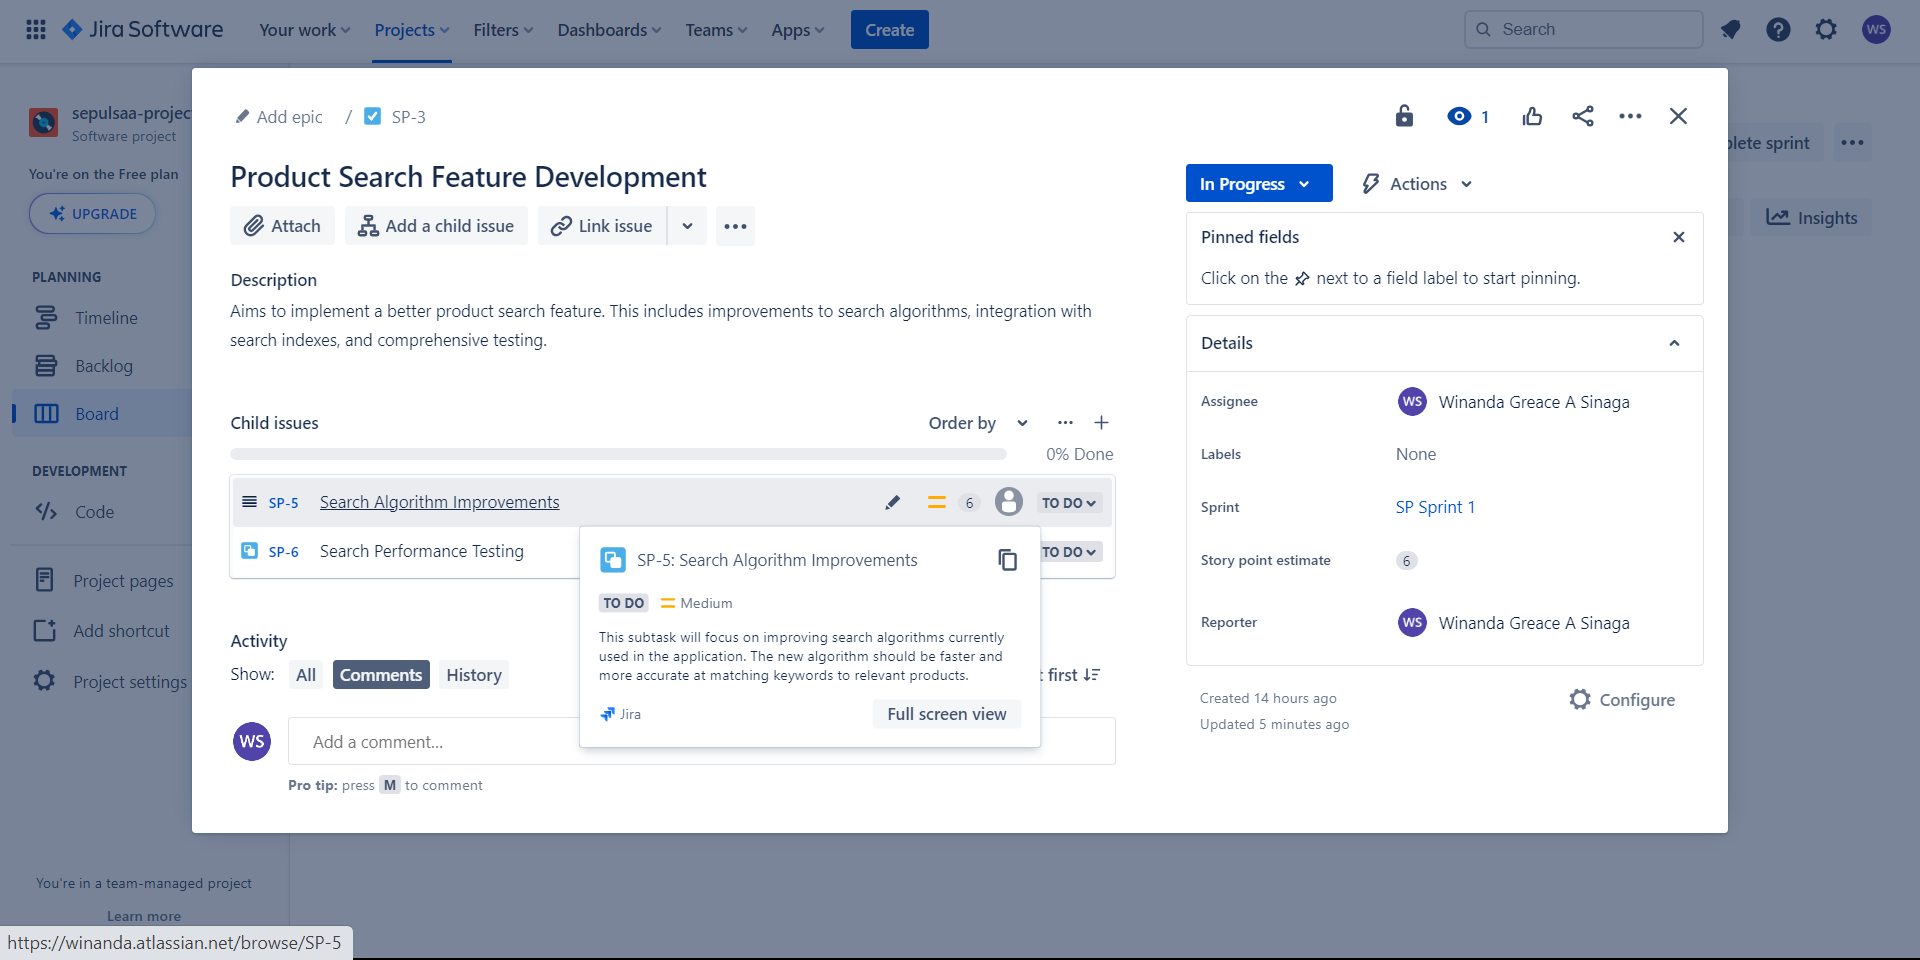 Jira Software
Your work
Projects
Filters
Dashboards
Teams
Apps
Create
Search
WS
sepulsaa-projec
Software project
You're on the Free plan
UPGRADE
PLANNING
Timeline
Backlog
Board
DEVELOPMENT
Code
Project pages
Add shortcut
Project settings
You're in a team-managed project
Learn more
https://winanda.atlassian.net/browse/SP-5
Add epic / SP-3
1
Product Search Feature Development
Attach
Add a child issue
Link issue
Description
Aims to implement a better product search feature. This includes improvements to search algorithms, integration with
search indexes, and comprehensive testing.
Child issues
Order by
0% Done
SP-5 Search Algorithm Improvements 6 TO DO
SP-6 Search Performance Testing TO DO
SP-5: Search Algorithm Improvements
TO DO Medium
This subtask will focus on improving search algorithms currently
used in the application. The new algorithm should be faster and
more accurate at matching keywords to relevant products.
Jira
Full screen view
Activity
Show: All Comments History
t first
WS
Add a comment...
Pro tip: press M to comment
In Progress
Actions
Pinned fields
Click on the next to a field label to start pinning.
Details
Assignee WS Winanda Greace A Sinaga
Labels None
Sprint SP Sprint 1
Story point estimate 6
Reporter WS Winanda Greace A Sinaga
Created 14 hours ago
Updated 5 minutes ago
Configure
plete sprint
Insights